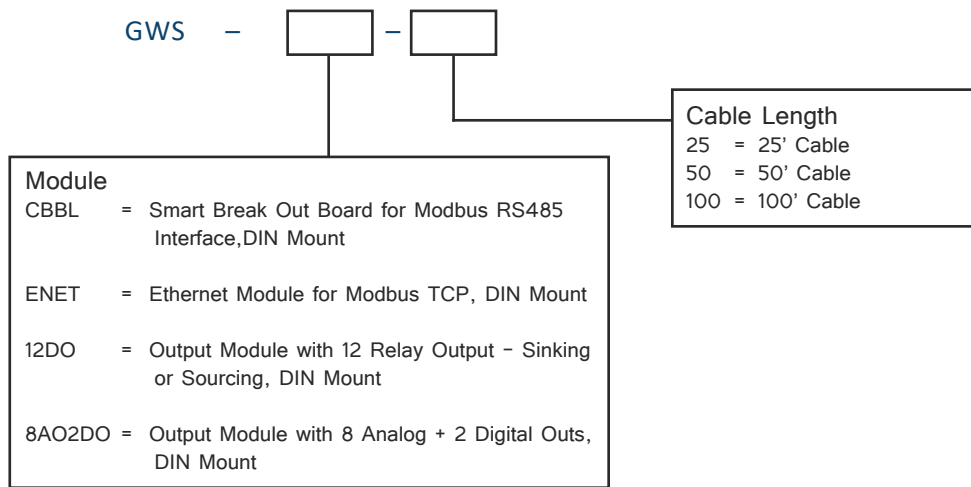 GWS – –
Cable Length
25 = 25’ Cable
50 = 50’ Cable
100 = 100’ Cable
Module
CBBL = Smart Break Out Board for Modbus RS485
Interface,DIN Mount
ENET = Ethernet Module for Modbus TCP, DIN Mount
12DO = Output Module with 12 Relay Output – Sinking
or Sourcing, DIN Mount
8AO2DO = Output Module with 8 Analog + 2 Digital Outs,
DIN Mount